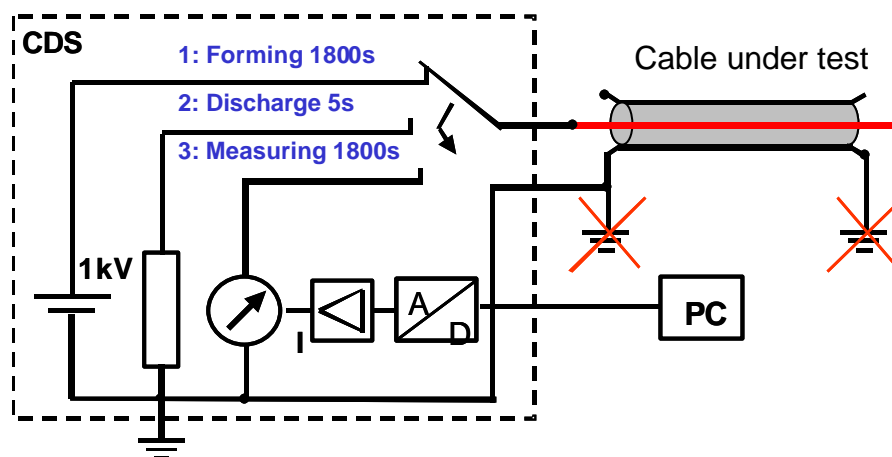 CDS
1: Forming 1800s
Cable under test
2: Discharge 5s
3: Measuring 1800s
1kV
I
A
D
PC